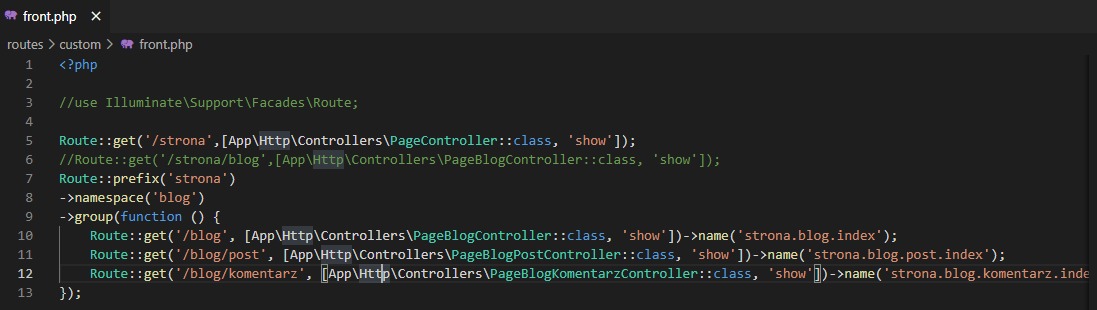 front.php ×
routes > custom > front.php
1 <?php
2
3 //use Illuminate\Support\Facades\Route;
4
5 Route::get('/strona',[App\Http\Controllers\PageController::class, 'show']);
6 //Route::get('/strona/blog',[App\Http\Controllers\PageBlogController::class, 'show']);
7 Route::prefix('strona')
8 ->namespace('blog')
9 ->group(function () {
10 Route::get('/blog', [App\Http\Controllers\PageBlogController::class, 'show'])->name('strona.blog.index');
11 Route::get('/blog/post', [App\Http\Controllers\PageBlogPostController::class, 'show'])->name('strona.blog.post.index');
12 Route::get('/blog/komentarz', [App\Http\Controllers\PageBlogKomentarzController::class, 'show'])->name('strona.blog.komentarz.inde
13 });